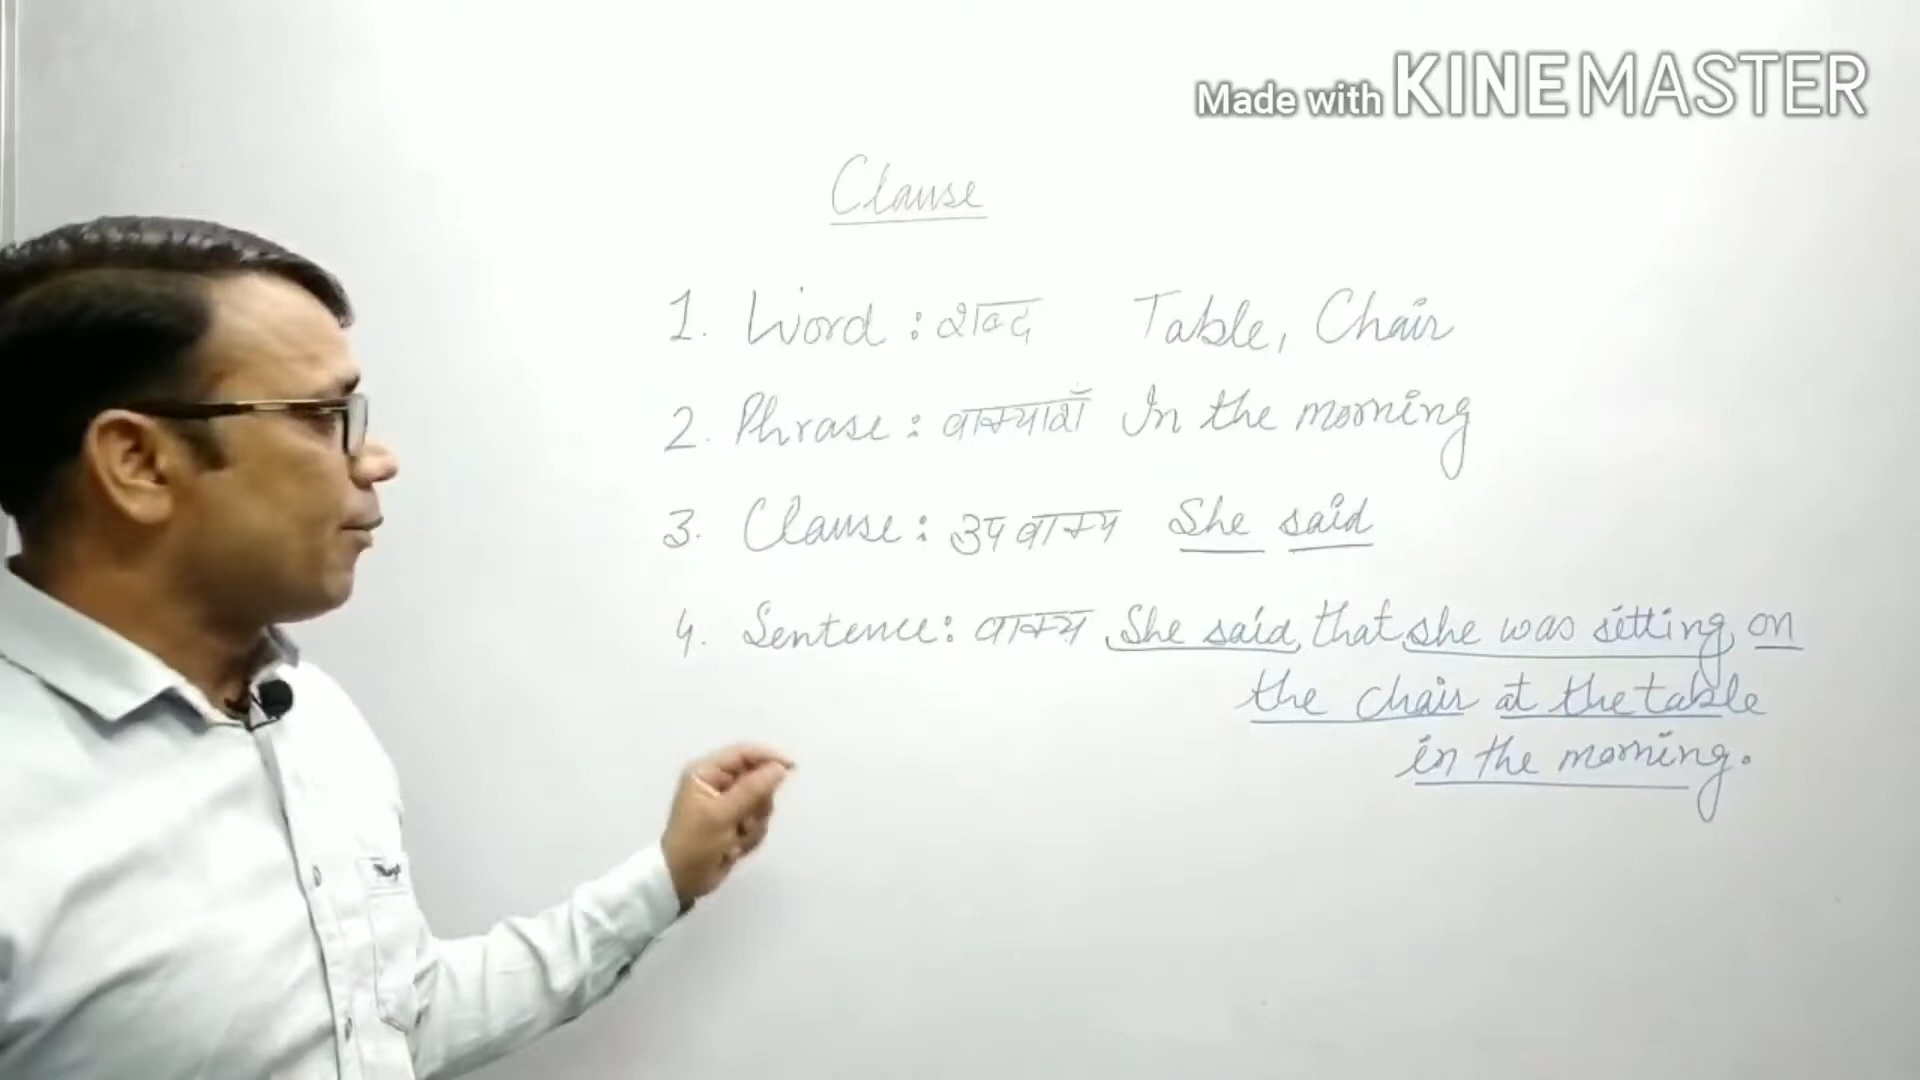 Made with KINEMASTER
Clause
1. Word : शब्द Table, Chair
2. Phrase : वाक्याशँ In the morning
3. Clause : उपवाक्य She said
4. Sentence : वाक्य She said that she was sitting on
the chair at the table
in the morning.